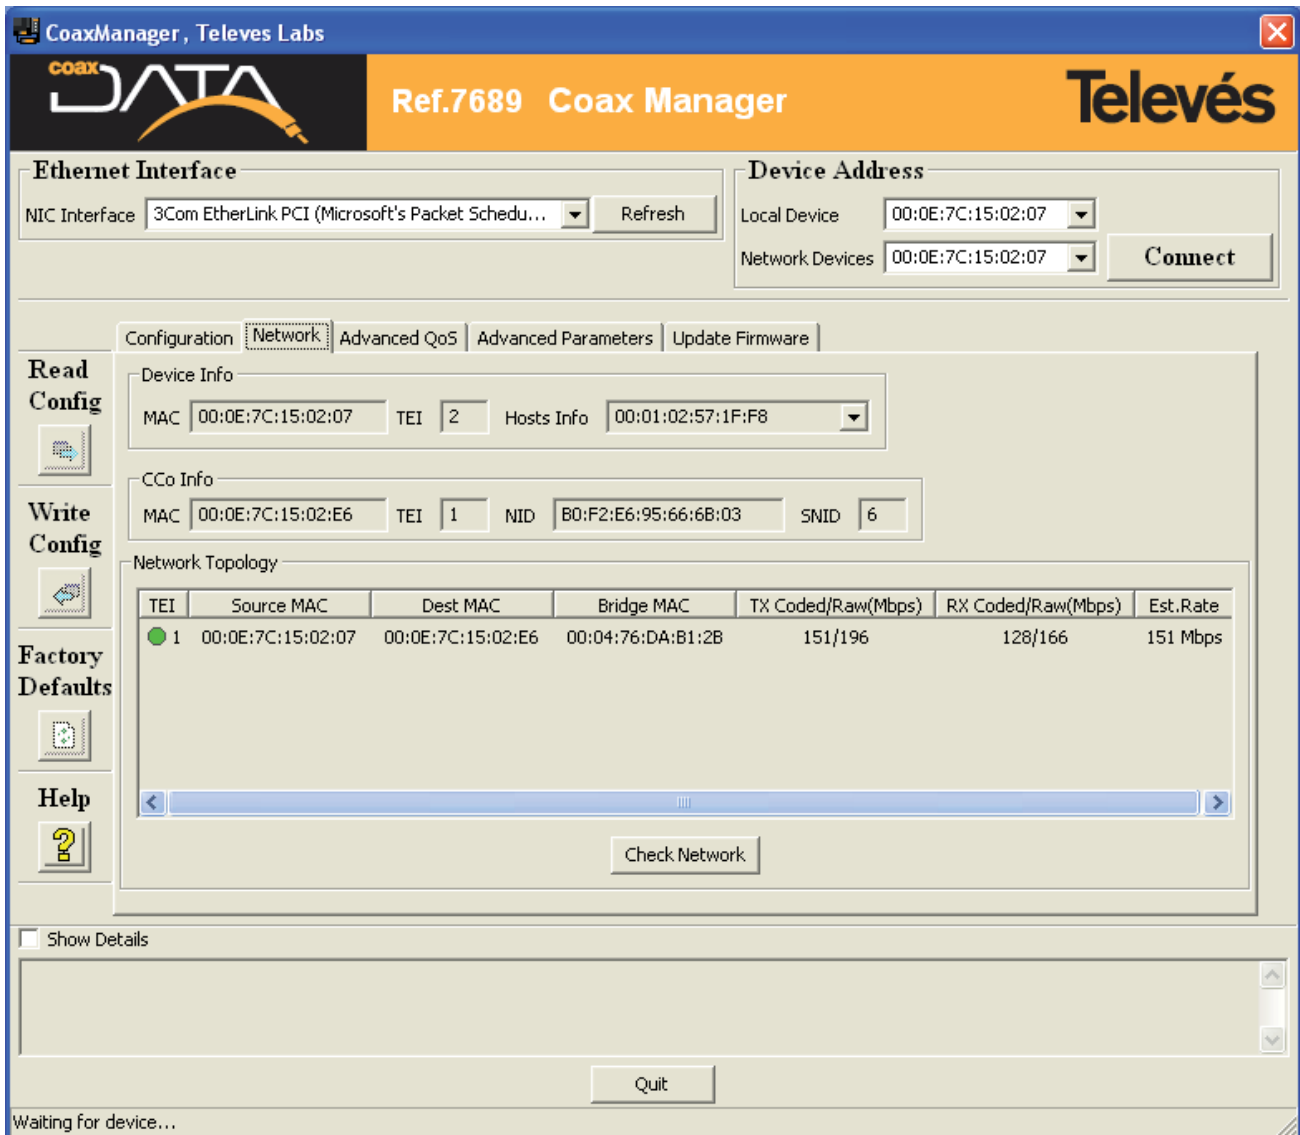 CoaxManager, Televes Labs
coax DATA
Ref.7689 Coax Manager
Televés
Ethernet Interface
NIC Interface 3Com EtherLink PCI (Microsoft's Packet Schedu... Refresh
Device Address
Local Device 00:0E:7C:15:02:07
Network Devices 00:0E:7C:15:02:07 Connect
Configuration Network Advanced QoS Advanced Parameters Update Firmware
Read
Config
Write
Config
Factory
Defaults
Help
Device Info
MAC 00:0E:7C:15:02:07 TEI 2 Hosts Info 00:01:02:57:1F:F8
CCo Info
MAC 00:0E:7C:15:02:E6 TEI 1 NID B0:F2:E6:95:66:6B:03 SNID 6
Network Topology
TEI Source MAC Dest MAC Bridge MAC TX Coded/Raw(Mbps) RX Coded/Raw(Mbps) Est.Rate
1 00:0E:7C:15:02:07 00:0E:7C:15:02:E6 00:04:76:DA:B1:2B 151/196 128/166 151 Mbps
Check Network
Show Details
Quit
Waiting for device...